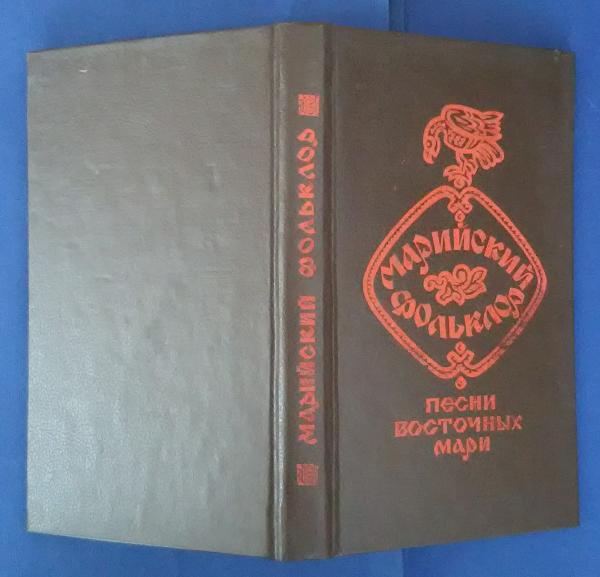 МАРИЙСКИЙ ФОЛЬКЛОР
МАРИЙСКИЙ
ФОЛЬКЛОР
ПЕСНИ
ВОСТОЧНЫХ
МАРИ